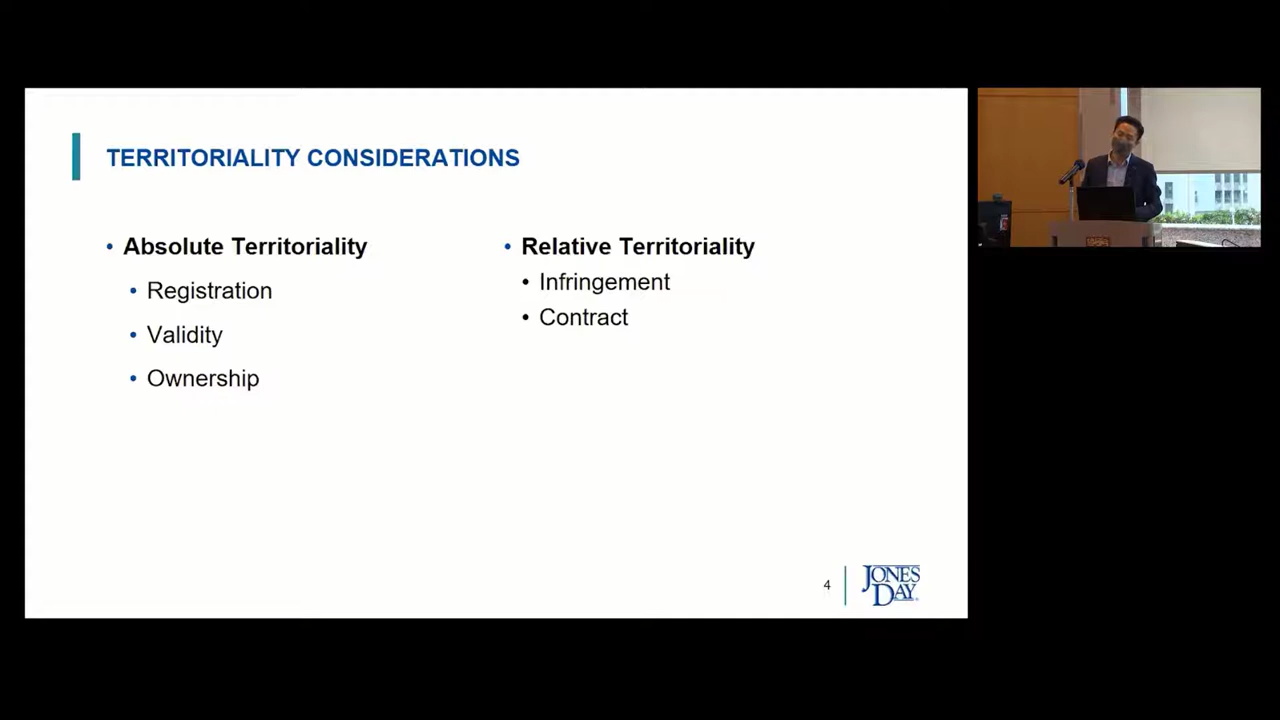 TERRITORIALITY CONSIDERATIONS
• Absolute Territoriality
• Registration
• Validity
• Ownership
• Relative Territoriality
• Infringement
• Contract
4
JONES
DAY